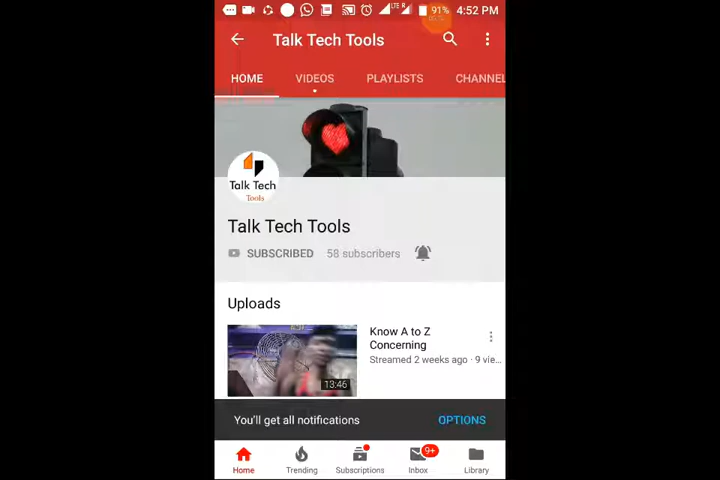 LTE R
91%
4:52 PM
Talk Tech Tools
HOME
VIDEOS
PLAYLISTS
CHANNEL
Talk Tech
Tools
Talk Tech Tools
SUBSCRIBED
58 subscribers
Uploads
Know A to Z
Concerning
Streamed 2 weeks ago · 9 vie...
13:46
You'll get all notifications
OPTIONS
9+
Home
Trending
Subscriptions
Inbox
Library